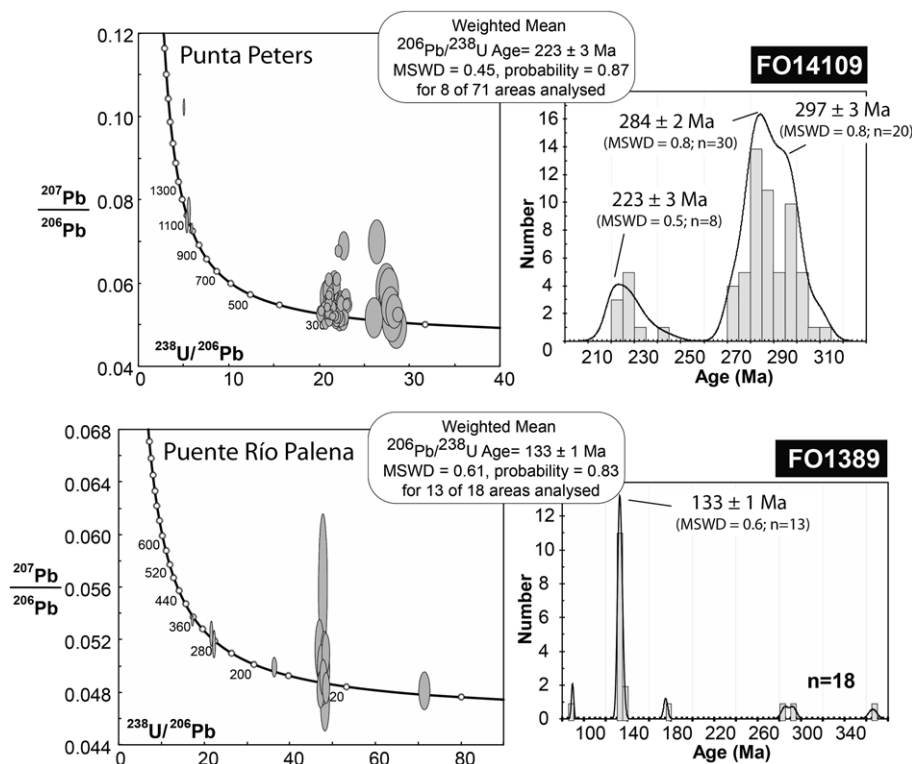 Weighted Mean
206Pb/238U Age= 223 ± 3 Ma
MSWD = 0.45, probability = 0.87
for 8 of 71 areas analysed
Punta Peters
FO14109
0.12
0.10
0.08
0.06
0.04
207Pb
206Pb
1300
1100
900
700
500
300
238U/206Pb
0
10
20
30
40
284 ± 2 Ma
(MSWD = 0.8; n=30)
297 ± 3 Ma
(MSWD = 0.8; n=20)
223 ± 3 Ma
(MSWD = 0.5; n=8)
Number
16
14
12
10
8
6
4
2
0
210
230
250
270
290
310
Age (Ma)
Weighted Mean
206Pb/238U Age= 133 ± 1 Ma
MSWD = 0.61, probability = 0.83
for 13 of 18 areas analysed
Puente Río Palena
FO1389
0.068
0.064
0.060
0.056
0.052
0.048
0.044
207Pb
206Pb
600
520
440
360
280
200
20
238U/206Pb
0
20
40
60
80
133 ± 1 Ma
(MSWD = 0.6; n=13)
n=18
Number
12
10
8
6
4
2
0
100
140
180
220
260
300
340
Age (Ma)